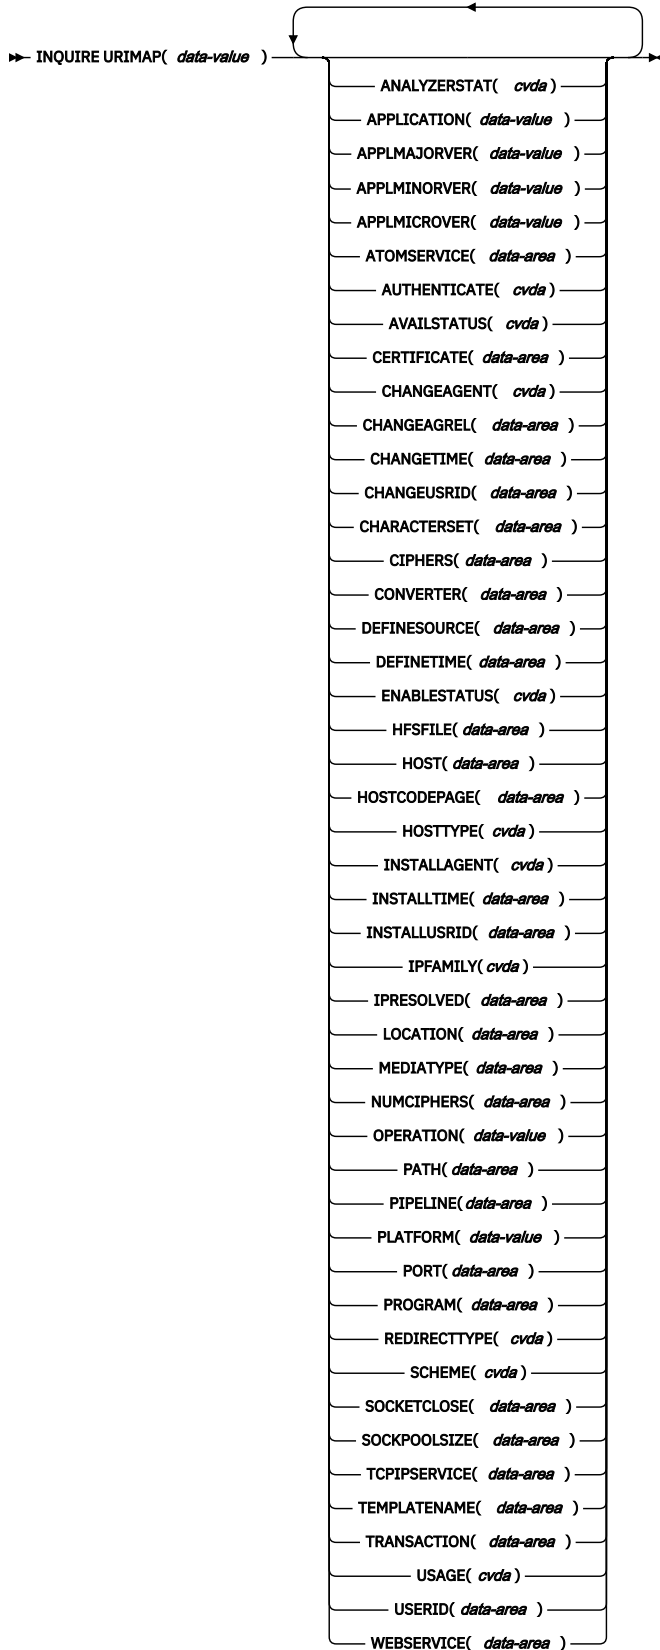 INQUIRE URIMAP( data-value )
ANALYZERSTAT( cvda )
APPLICATION( data-value )
APPLMAJORVER( data-value )
APPLMINORVER( data-value )
APPLMICROVER( data-value )
ATOMSERVICE( data-area )
AUTHENTICATE( cvda )
AVAILSTATUS( cvda )
CERTIFICATE( data-area )
CHANGEAGENT( cvda )
CHANGEAGREL( data-area )
CHANGETIME( data-area )
CHANGEUSRID( data-area )
CHARACTERSET( data-area )
CIPHERS( data-area )
CONVERTER( data-area )
DEFINESOURCE( data-area )
DEFINETIME( data-area )
ENABLESTATUS( cvda )
HFSFILE( data-area )
HOST( data-area )
HOSTCODEPAGE( data-area )
HOSTTYPE( cvda )
INSTALLAGENT( cvda )
INSTALLTIME( data-area )
INSTALLUSRID( data-area )
IPFAMILY( cvda )
IPRESOLVED( data-area )
LOCATION( data-area )
MEDIATYPE( data-area )
NUMCIPHERS( data-area )
OPERATION( data-value )
PATH( data-area )
PIPELINE( data-area )
PLATFORM( data-value )
PORT( data-area )
PROGRAM( data-area )
REDIRECTTYPE( cvda )
SCHEME( cvda )
SOCKETCLOSE( data-area )
SOCKPOOLSIZE( data-area )
TCPIPSERVICE( data-area )
TEMPLATENAME( data-area )
TRANSACTION( data-area )
USAGE( cvda )
USERID( data-area )
WEBSERVICE( data-area )